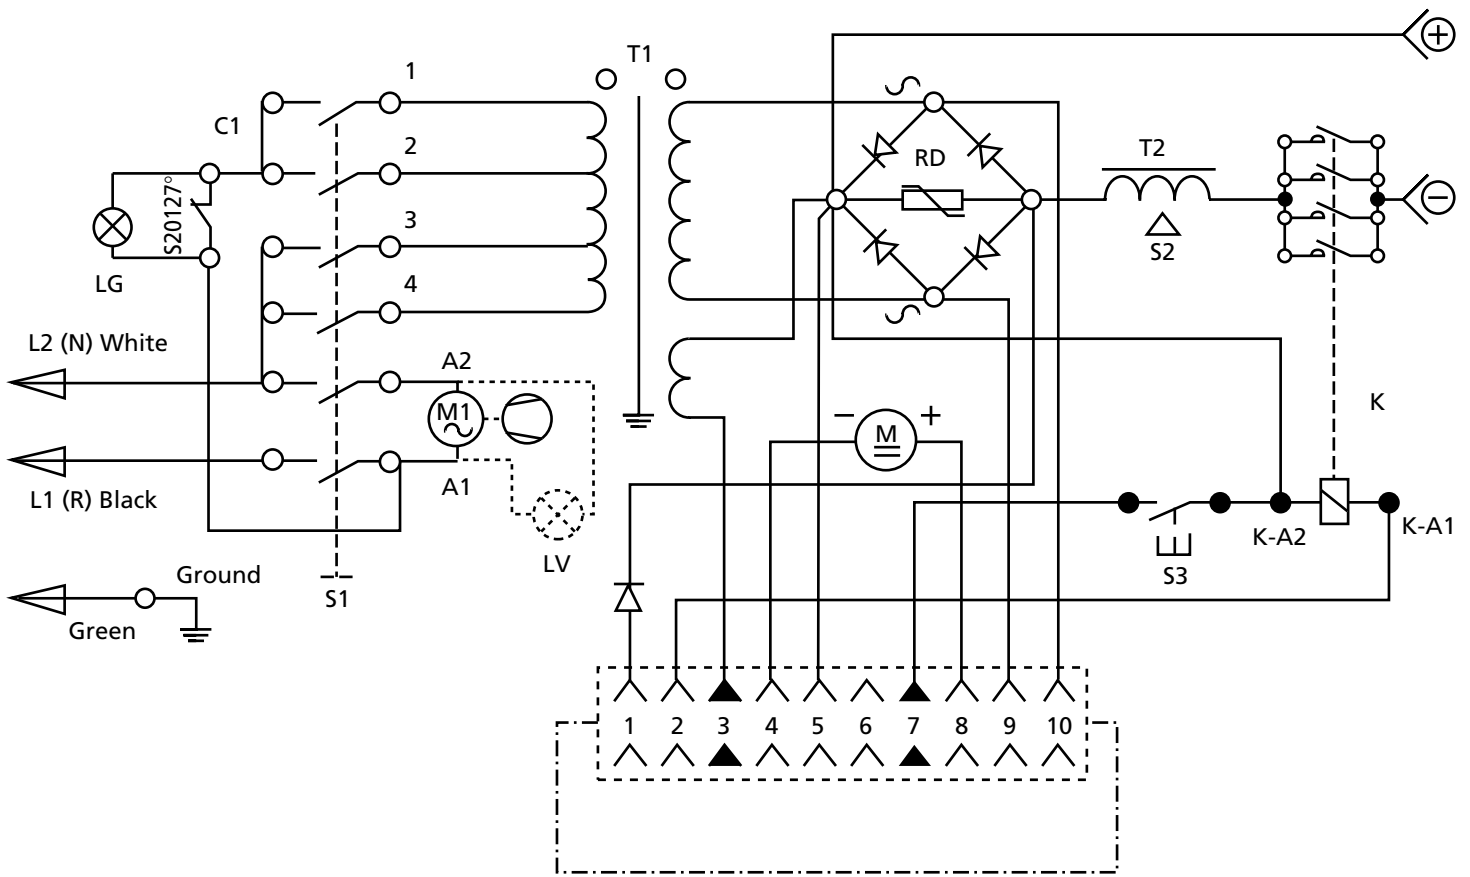 T1
1
C1
2
RD
T2
S20127°
3
S2
LG
4
L2 (N) White
A2
K
M1
M
L1 (R) Black
A1
K-A2
K-A1
LV
S3
Ground
S1
Green
1 2 3 4 5 6 7 8 9 10